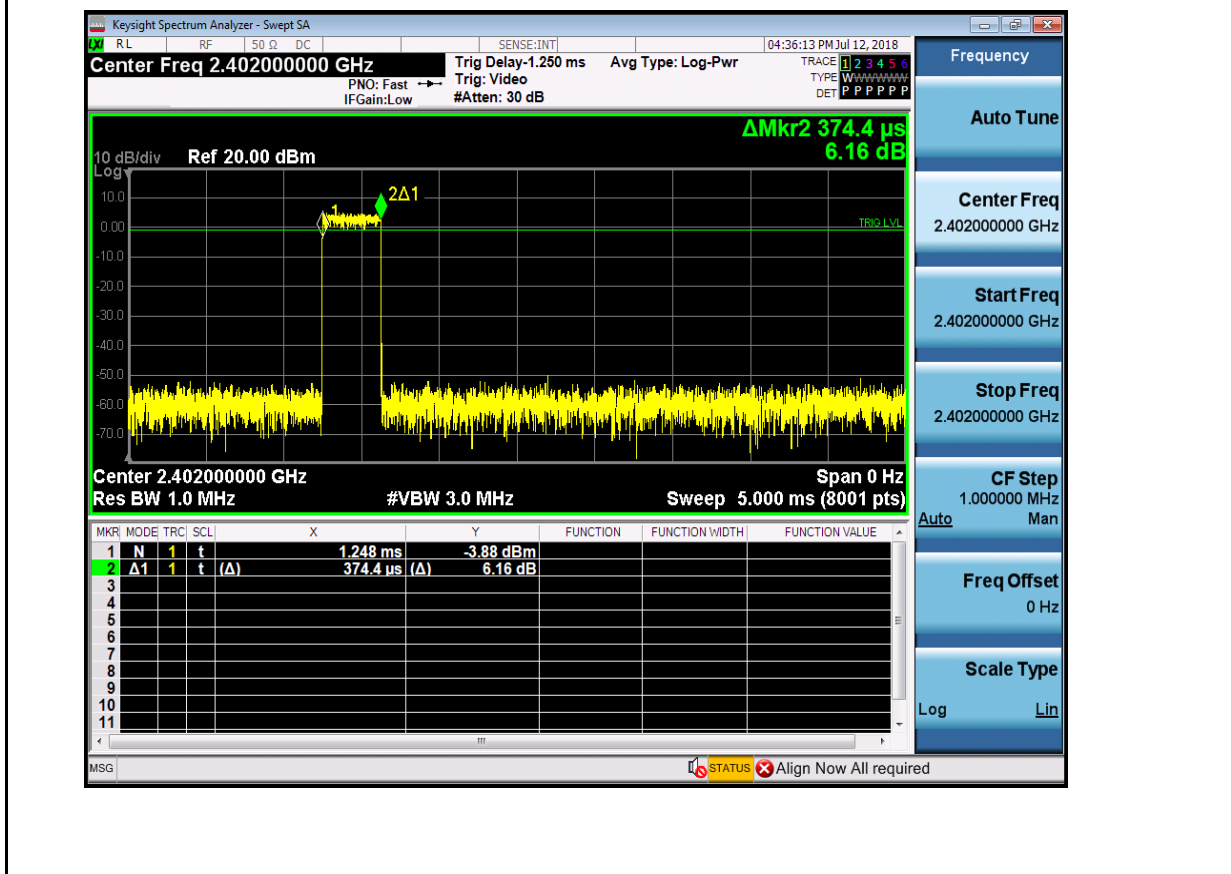 Keysight Spectrum Analyzer - Swept SA
LXI RL RF 50 Ω DC SENSE:INT 04:36:13 PM Jul 12, 2018
Center Freq 2.402000000 GHz
PNO: Fast
IFGain:Low
Trig Delay-1.250 ms
Trig: Video
#Atten: 30 dB
Avg Type: Log-Pwr
TRACE 1 2 3 4 5 6
TYPE WWWWWW
DET P P P P P P
ΔMkr2 374.4 µs
6.16 dB
10 dB/div Ref 20.00 dBm
Log
10.0
0.00
-10.0
-20.0
-30.0
-40.0
-50.0
-60.0
-70.0
1
2Δ1
TRIG LVL
Center 2.402000000 GHz Span 0 Hz
Res BW 1.0 MHz #VBW 3.0 MHz Sweep 5.000 ms (8001 pts)
MKR MODE TRC SCL X Y FUNCTION FUNCTION WIDTH FUNCTION VALUE
1 N 1 t 1.248 ms -3.88 dBm
2 Δ1 1 t (Δ) 374.4 µs (Δ) 6.16 dB
3
4
5
6
7
8
9
10
11
MSG STATUS Align Now All required
Frequency
Auto Tune
Center Freq
2.402000000 GHz
Start Freq
2.402000000 GHz
Stop Freq
2.402000000 GHz
CF Step
1.000000 MHz
Auto Man
Freq Offset
0 Hz
Scale Type
Log Lin